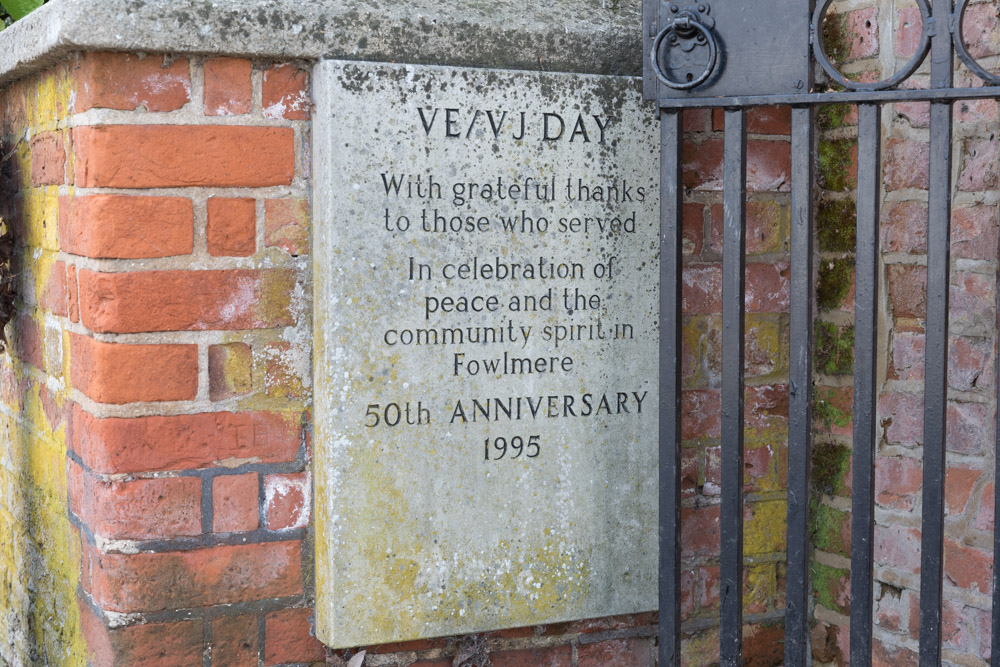 VE/VJ DAY
With grateful thanks
to those who served
In celebration of
peace and the
community spirit in
Fowlmere
50th ANNIVERSARY
1995